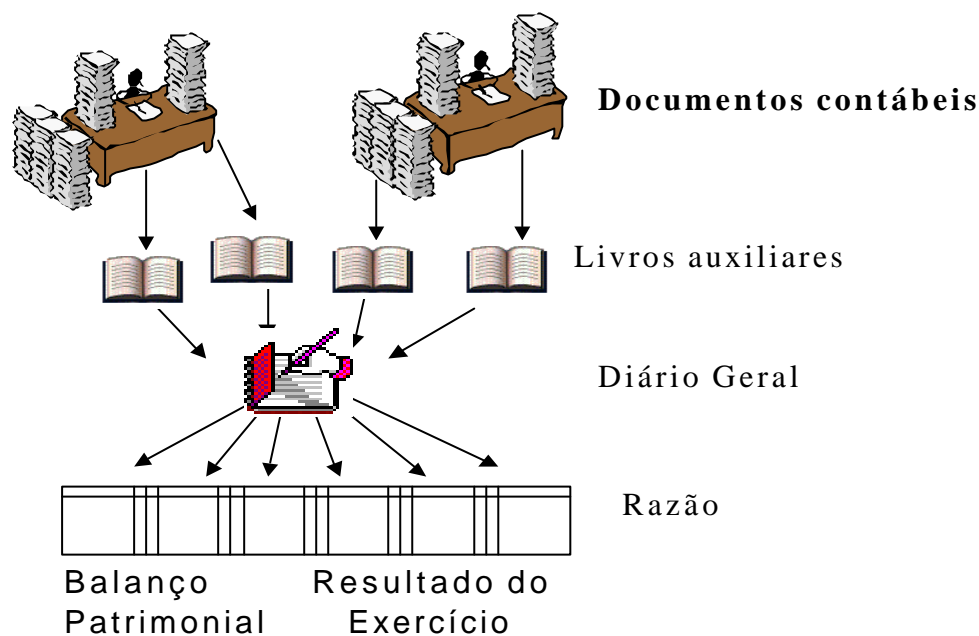 Documentos contábeis
Livros auxiliares
Diário Geral
Razão
Balanço
Patrimonial
Resultado do
Exercício